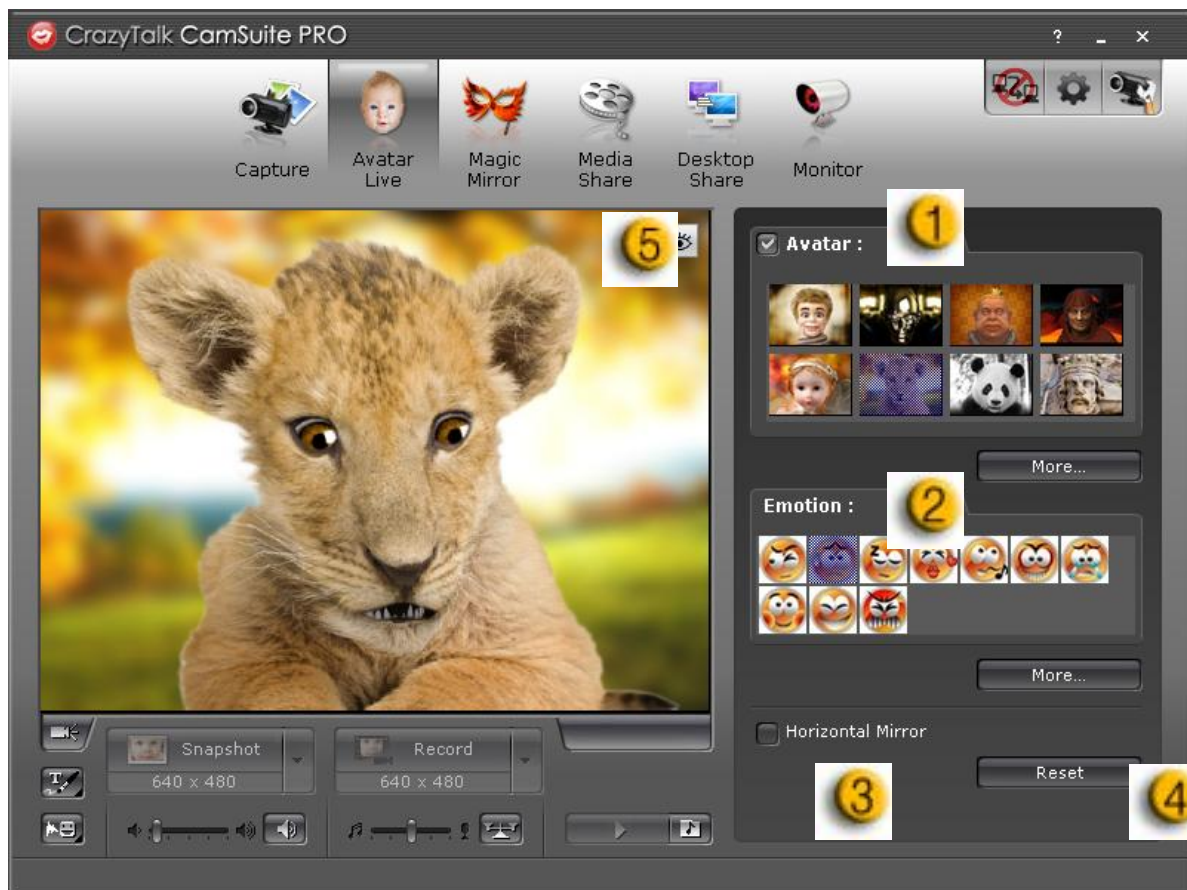 CrazyTalk CamSuite PRO
?
Capture
Avatar Live
Magic Mirror
Media Share
Desktop Share
Monitor
5
1
Avatar :
More...
Emotion :
2
More...
Horizontal Mirror
Reset
3
4
Snapshot
640 x 480
Record
640 x 480